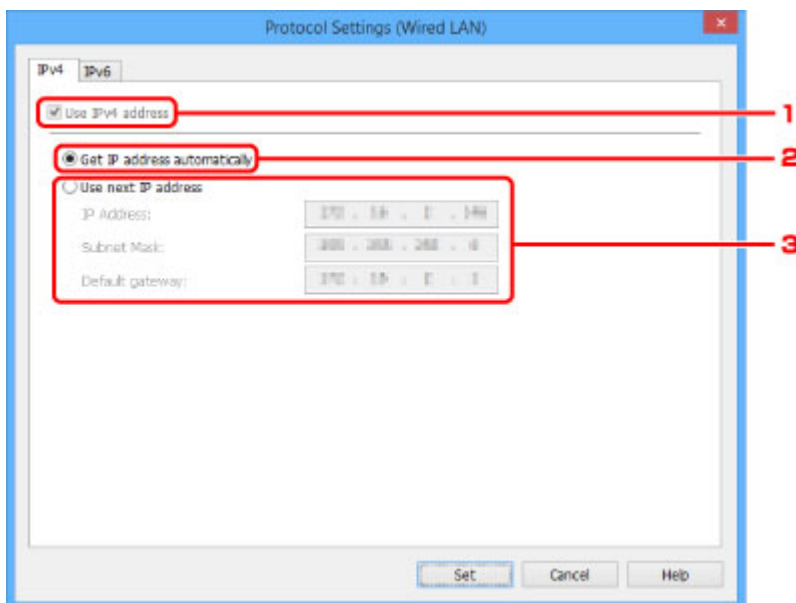 Protocol Settings (Wired LAN)
IPv4 IPv6
Use IPv4 address 1
Get IP address automatically 2
Use next IP address
IP Address:
Subnet Mask: 3
Default gateway:
Set Cancel Help